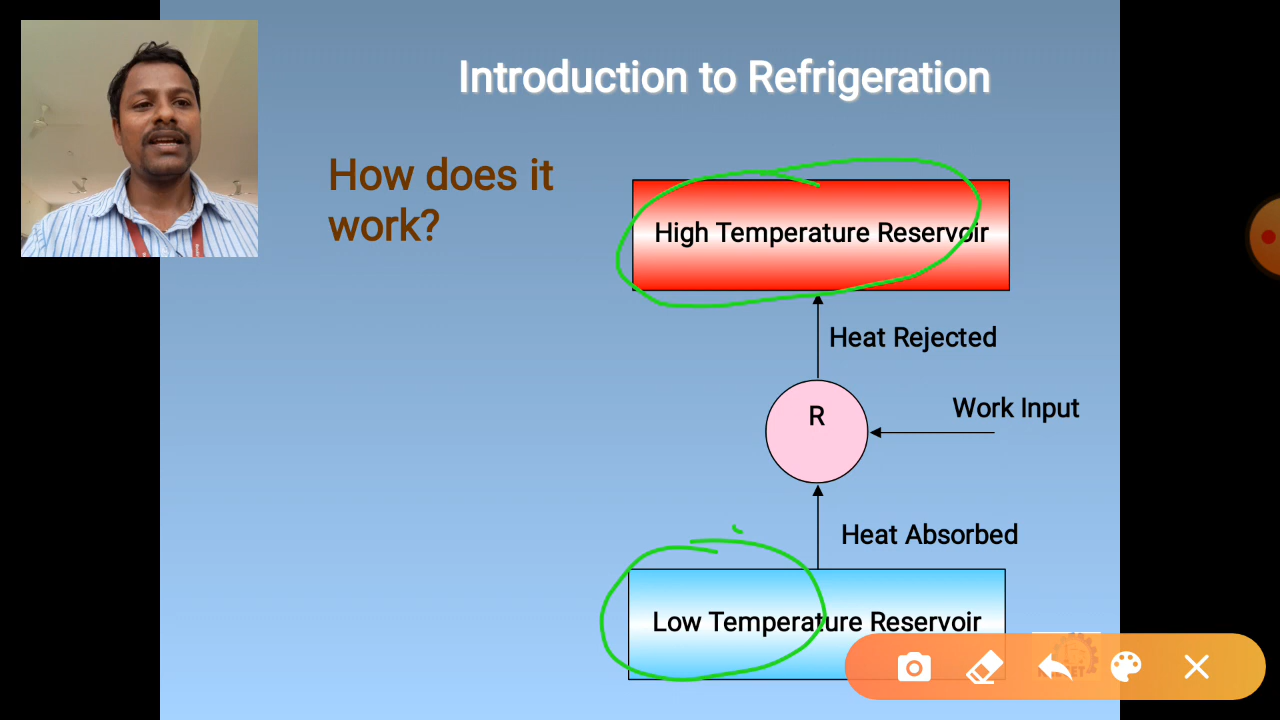 Introduction to Refrigeration
How does it
work?
High Temperature Reservoir
Heat Rejected
R
Work Input
Heat Absorbed
Low Temperature Reservoir